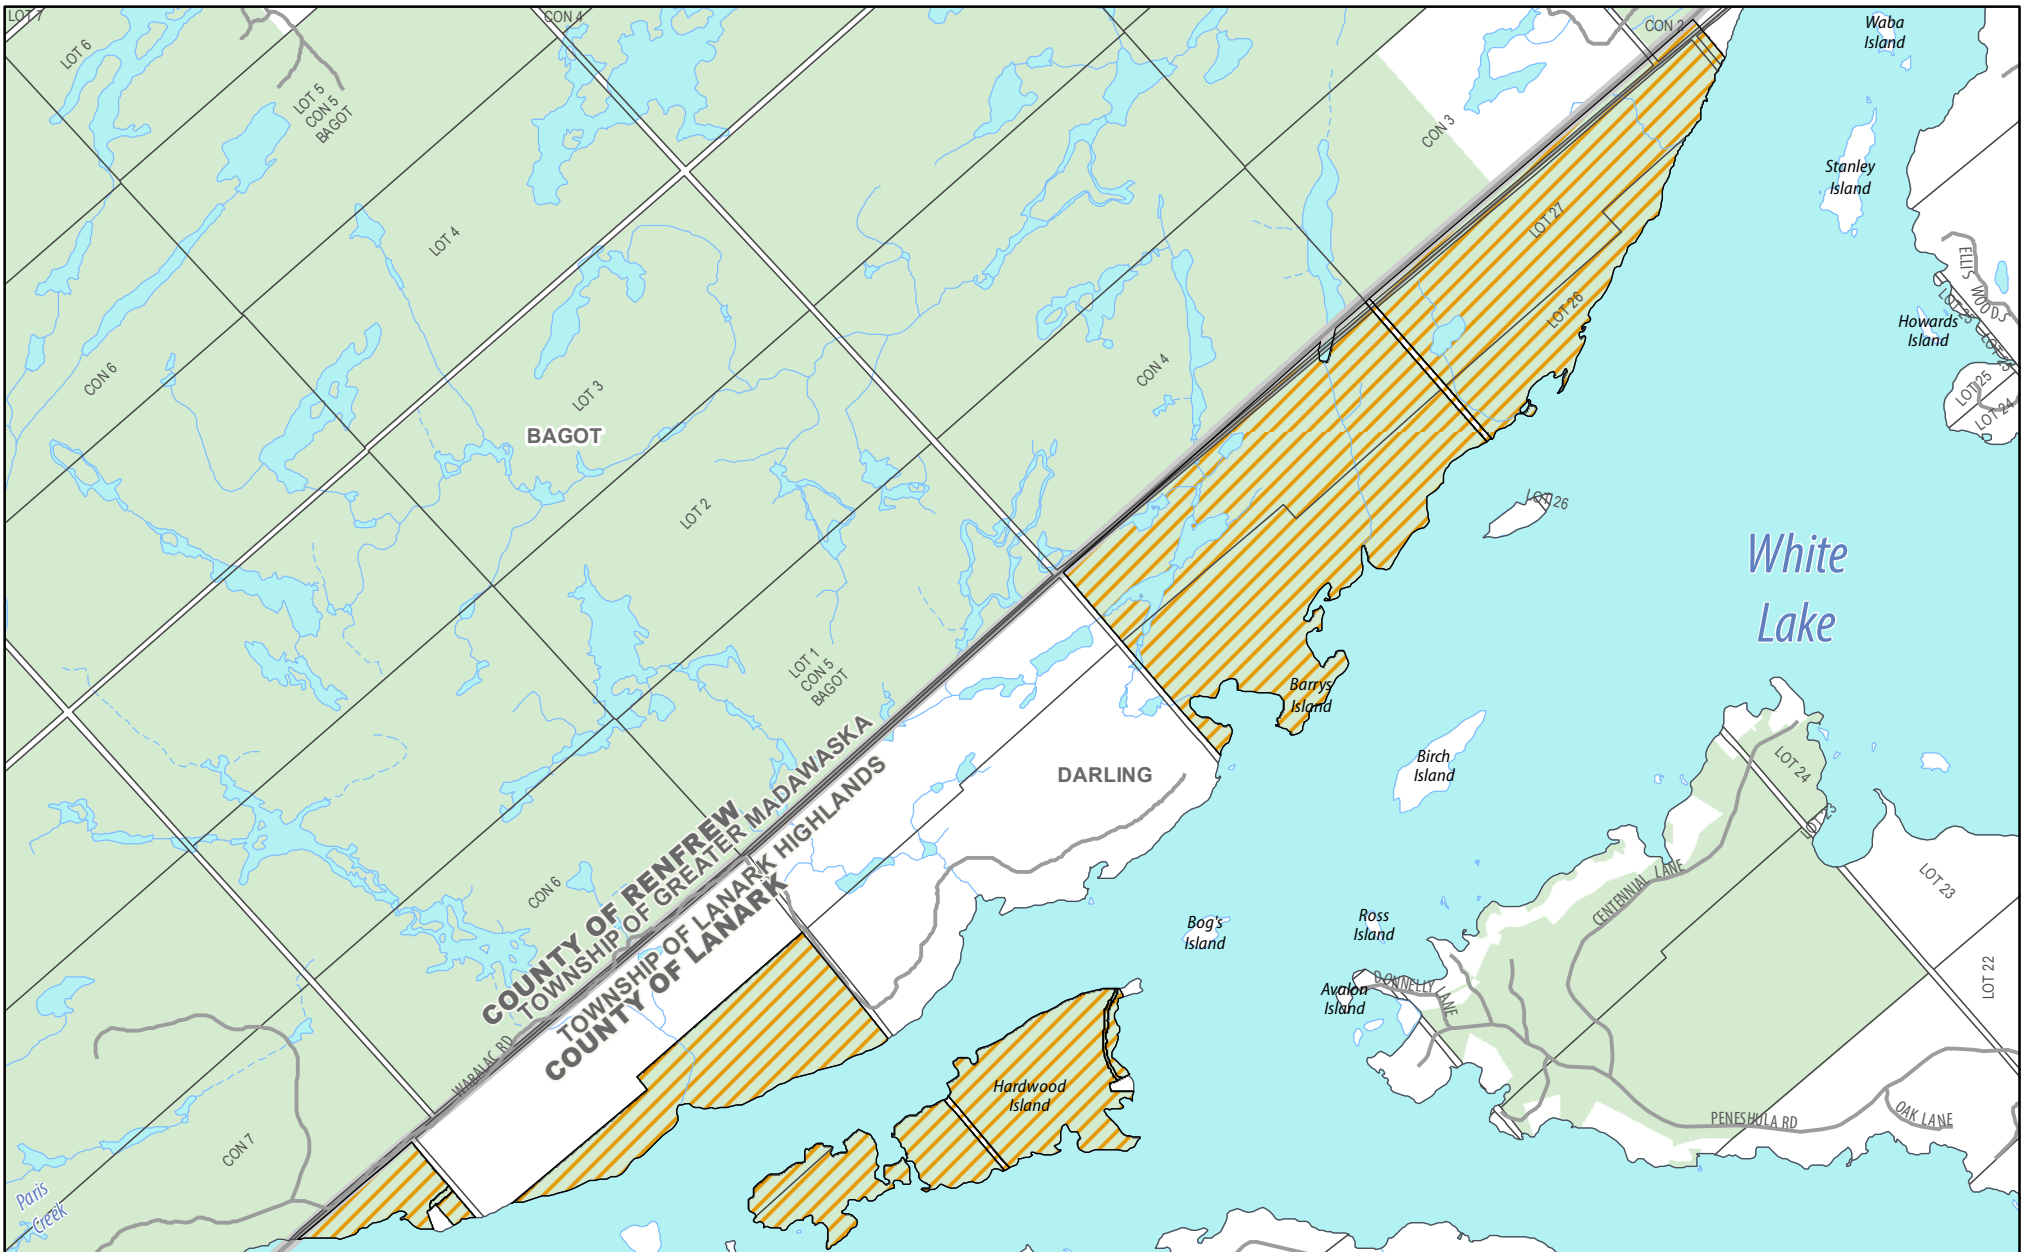 LOT 7
CON 4
CON 2
Waba
Island
LOT 6
LOT 5
CON 5
BAGOT
CON 3
Stanley
Island
LOT 4
LOT 27
ELLIS WOODS
LOT 25
LOT 26
Howards
Island
LOT 25
CON 6
LOT 3
CON 4
LOT 25
LOT 24
BAGOT
LOT 2
LOT 26
White
Lake
LOT 1
CON 5
BAGOT
Barrys
Island
DARLING
Birch
Island
LOT 24
LOT 23
COUNTY OF RENFREW
TOWNSHIP OF GREATER MADAWASKA
TOWNSHIP OF LANARK HIGHLANDS
COUNTY OF LANARK
CON 6
CENTENNIAL LANE
LOT 23
Bog's
Island
Ross
Island
LOT 22
DONNELLY LANE
Avalon
Island
WABALAC RD
Hardwood
Island
PENESHULA RD
OAK LANE
CON 7
Paris
Creek